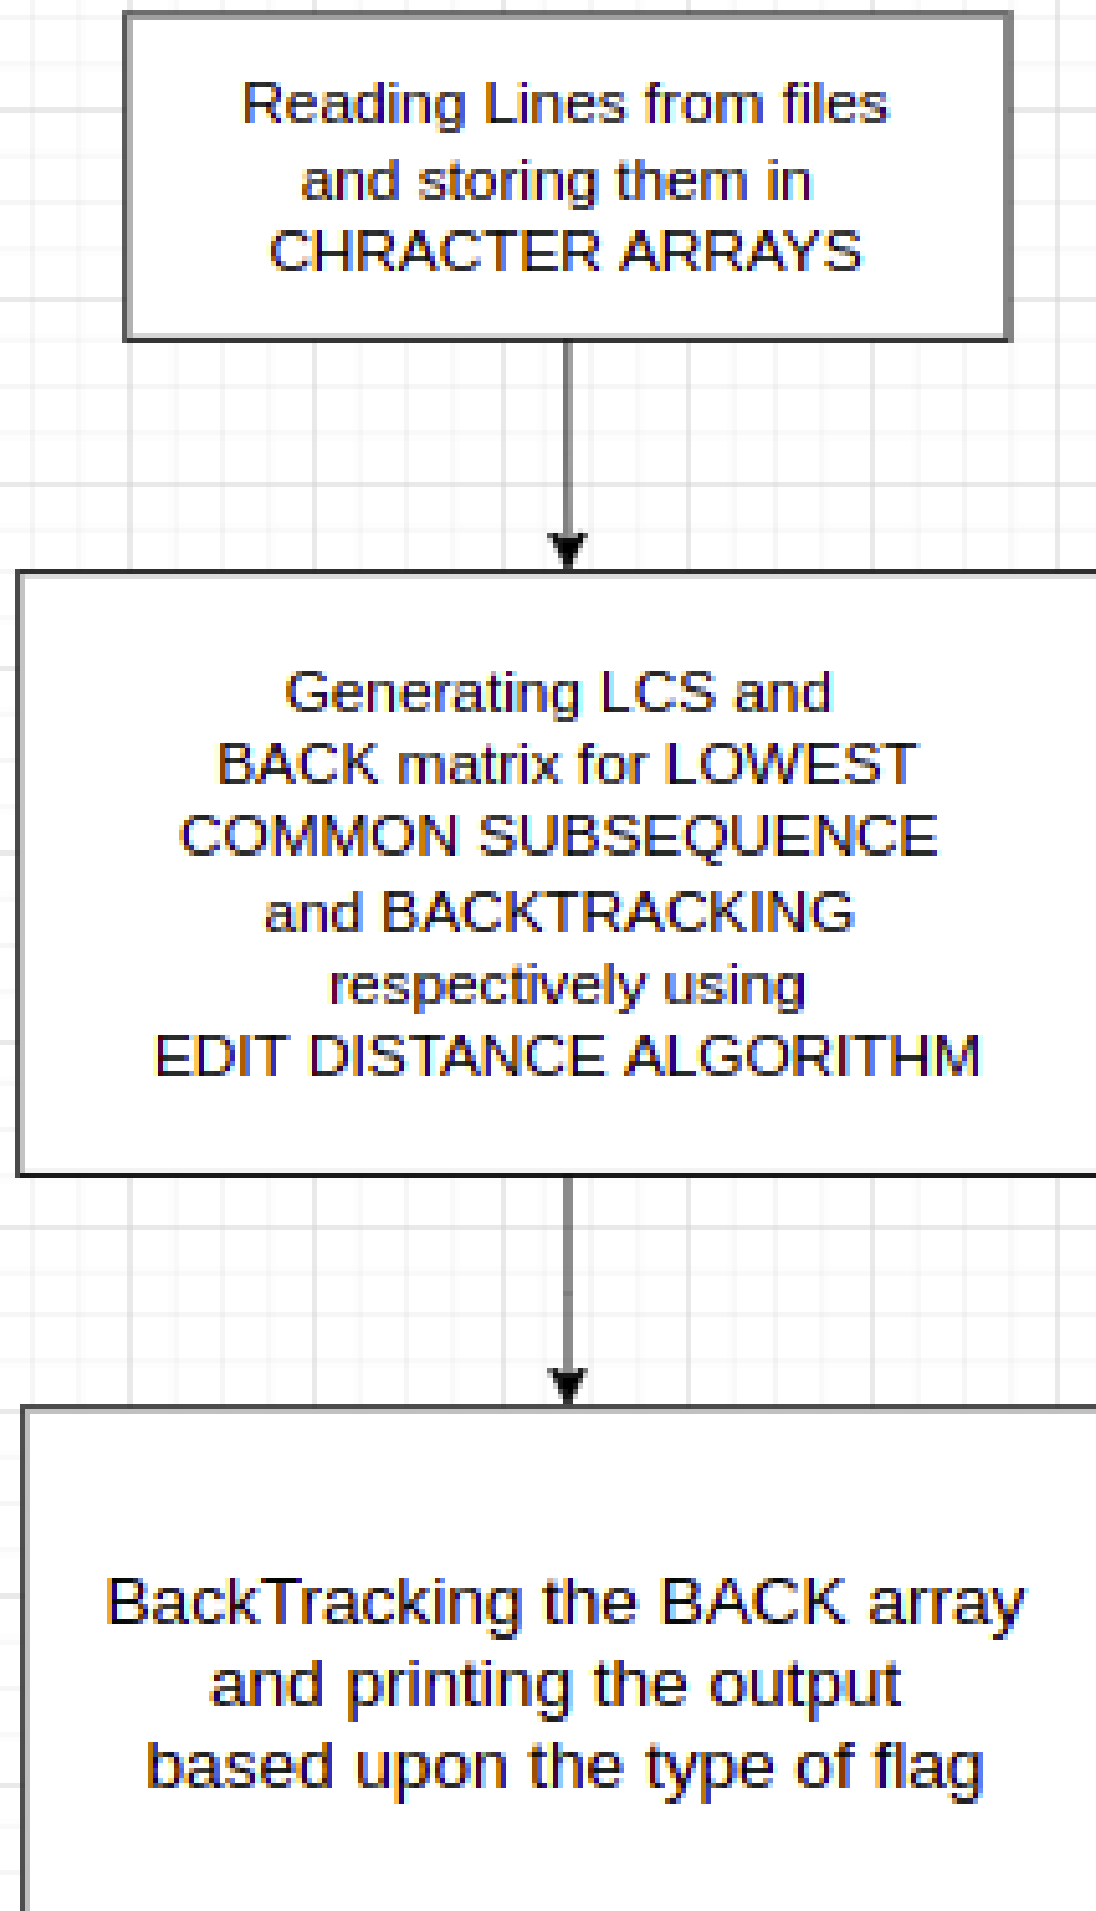 Reading Lines from files
and storing them in
CHRACTER ARRAYS
Generating LCS and
BACK matrix for LOWEST
COMMON SUBSEQUENCE
and BACKTRACKING
respectively using
EDIT DISTANCE ALGORITHM
BackTracking the BACK array
and printing the output
based upon the type of flag